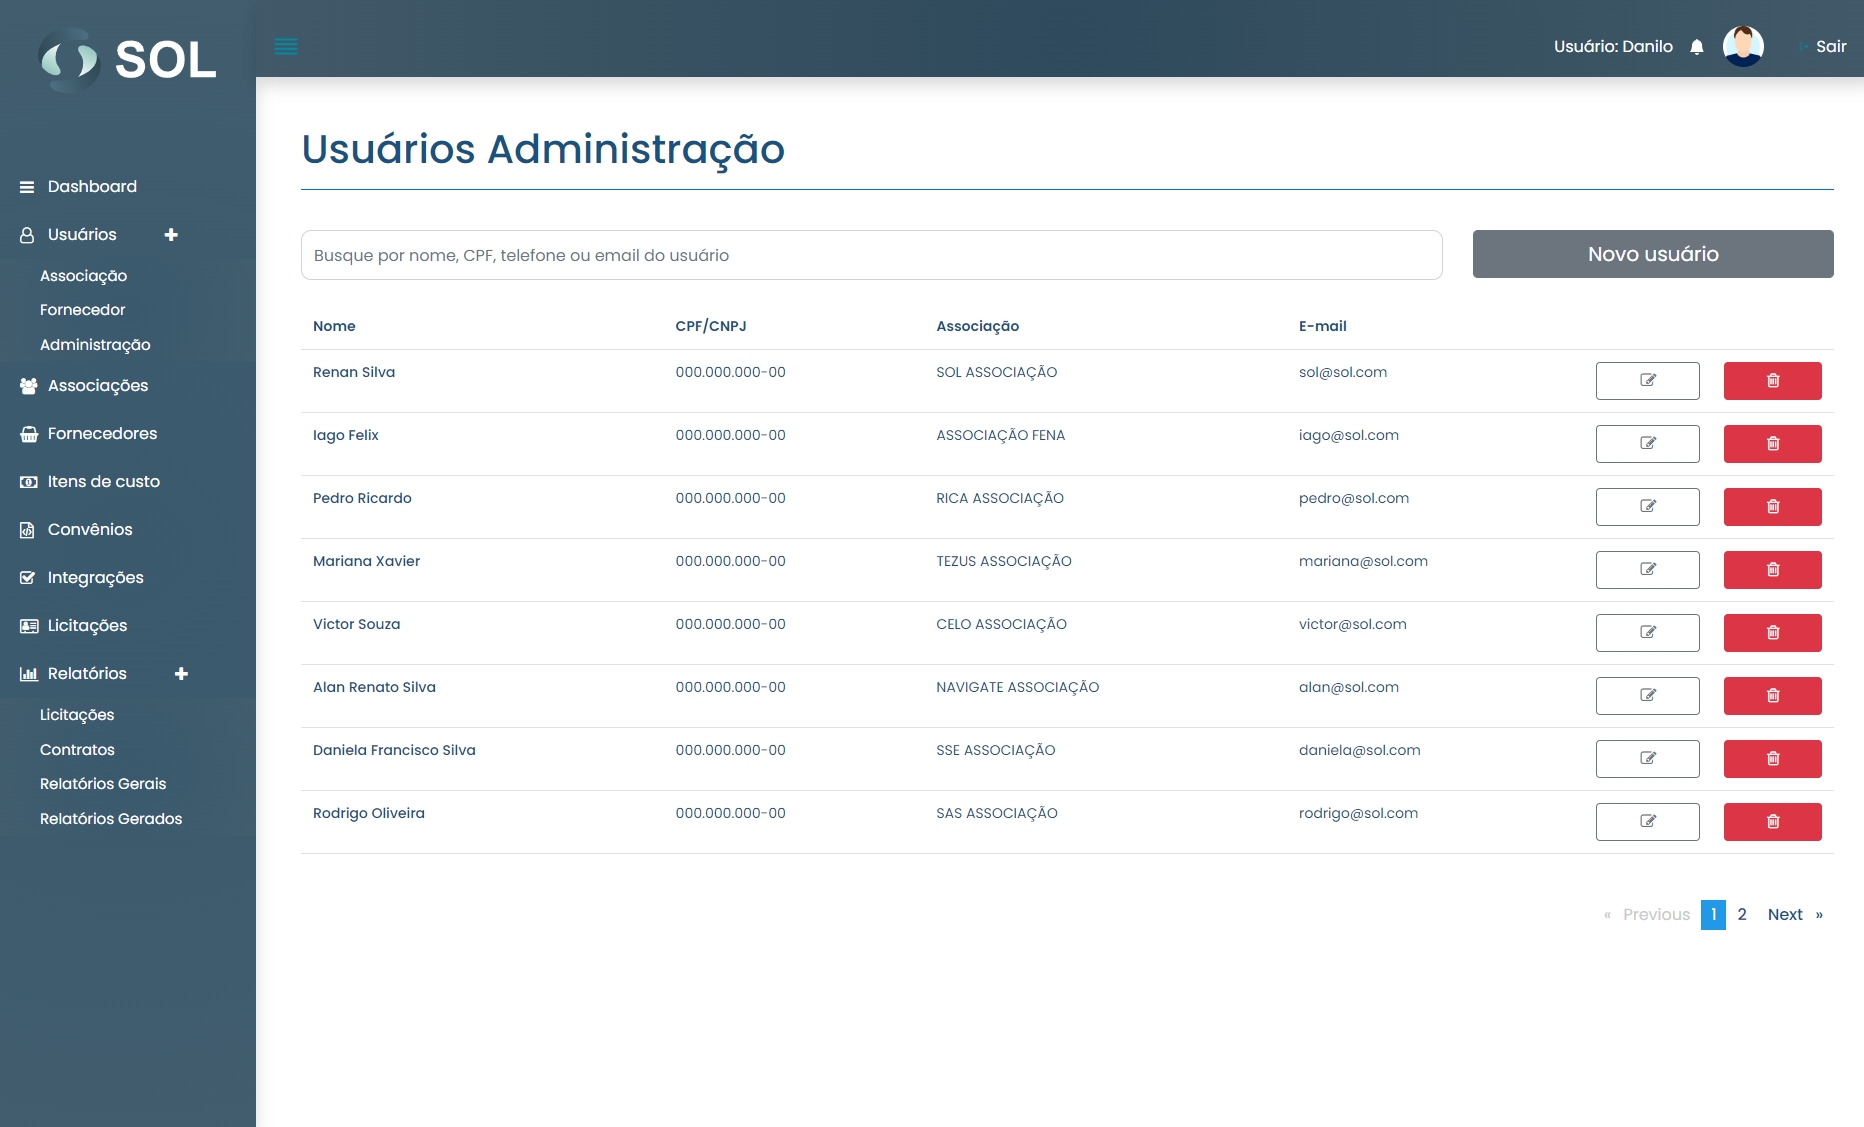 SOL
Usuário: Danilo
Sair
Dashboard
Usuários
Associação
Fornecedor
Administração
Associações
Fornecedores
Itens de custo
Convênios
Integrações
Licitações
Relatórios
Licitações
Contratos
Relatórios Gerais
Relatórios Gerados
Usuários Administração
Busque por nome, CPF, telefone ou email do usuário
Novo usuário
Nome CPF/CNPJ Associação E-mail
Renan Silva 000.000.000-00 SOL ASSOCIAÇÃO sol@sol.com
Iago Felix 000.000.000-00 ASSOCIAÇÃO FENA iago@sol.com
Pedro Ricardo 000.000.000-00 RICA ASSOCIAÇÃO pedro@sol.com
Mariana Xavier 000.000.000-00 TEZUS ASSOCIAÇÃO mariana@sol.com
Victor Souza 000.000.000-00 CELO ASSOCIAÇÃO victor@sol.com
Alan Renato Silva 000.000.000-00 NAVIGATE ASSOCIAÇÃO alan@sol.com
Daniela Francisco Silva 000.000.000-00 SSE ASSOCIAÇÃO daniela@sol.com
Rodrigo Oliveira 000.000.000-00 SAS ASSOCIAÇÃO rodrigo@sol.com
« Previous 1 2 Next »